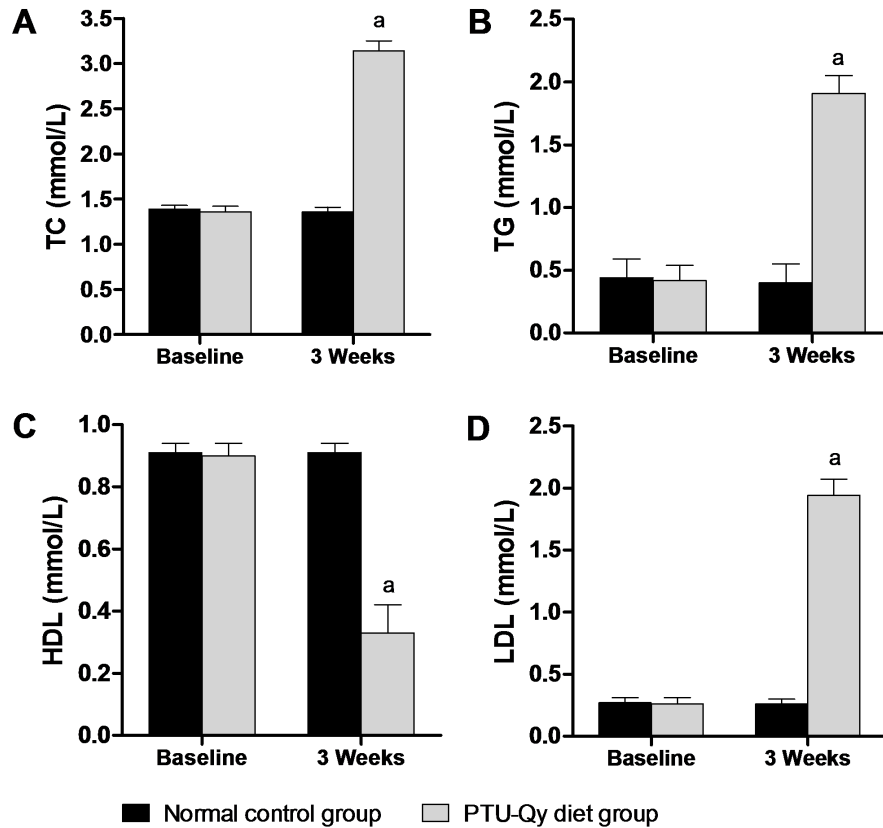 A
TC (mmol/L)
3.5
3.0
2.5
2.0
1.5
1.0
0.5
0.0
a
Baseline
3 Weeks
B
TG (mmol/L)
2.5
2.0
1.5
1.0
0.5
0.0
a
Baseline
3 Weeks
C
HDL (mmol/L)
1.0
0.8
0.6
0.4
0.2
0.0
a
Baseline
3 Weeks
D
LDL (mmol/L)
2.5
2.0
1.5
1.0
0.5
0.0
a
Baseline
3 Weeks
Normal control group
PTU-Qy diet group